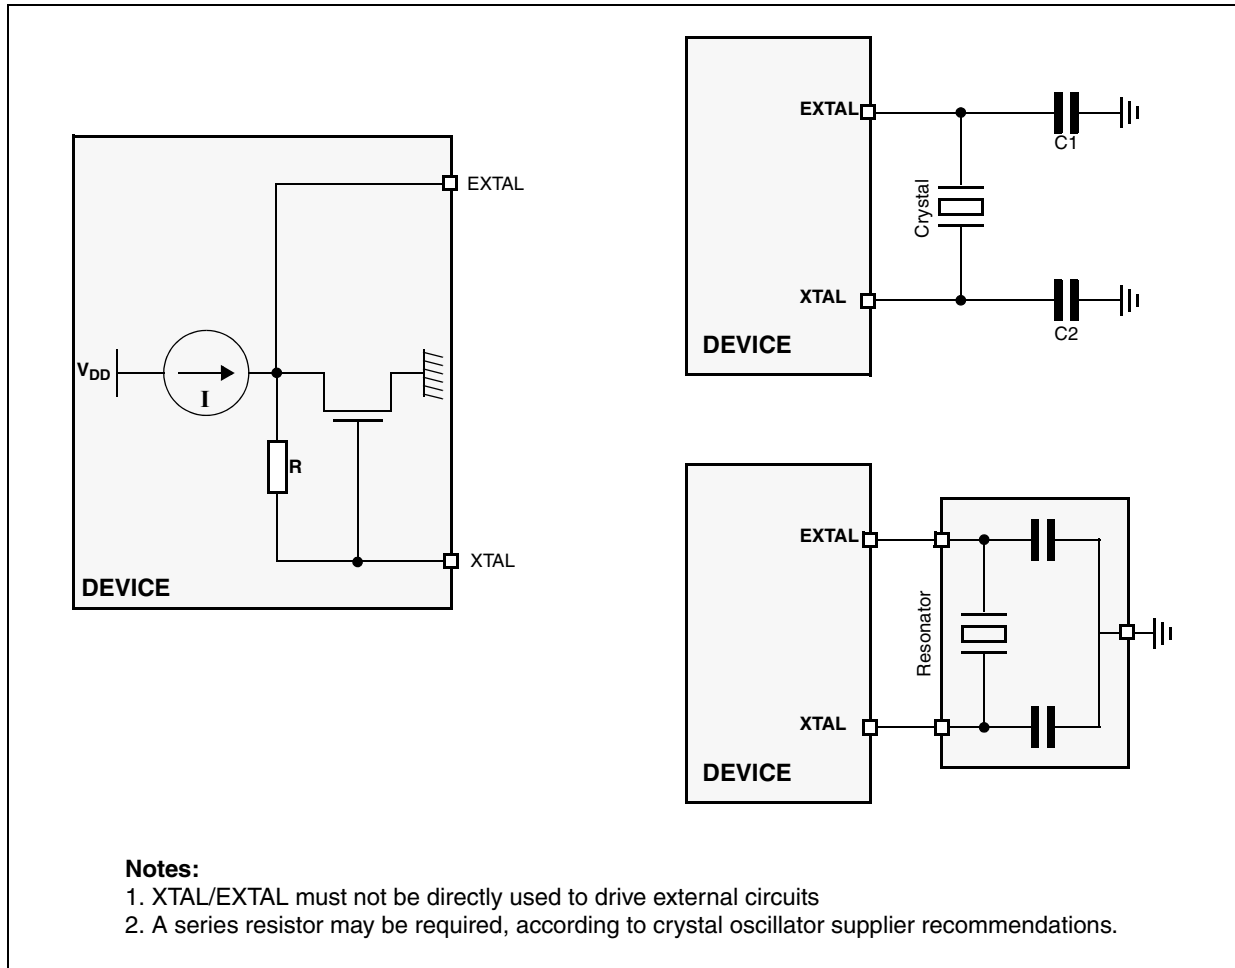 EXTAL
V_DD
I
R
XTAL
DEVICE
EXTAL
C1
Crystal
XTAL
C2
DEVICE
EXTAL
Resonator
XTAL
DEVICE
Notes:
1. XTAL/EXTAL must not be directly used to drive external circuits
2. A series resistor may be required, according to crystal oscillator supplier recommendations.